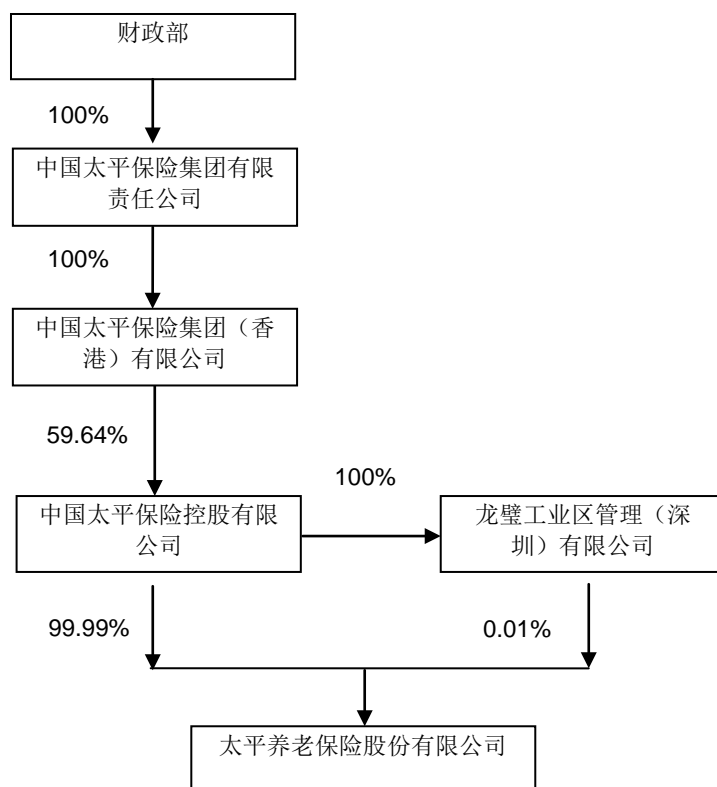 财政部
100%
中国太平保险集团有限
责任公司
100%
中国太平保险集团（香
港）有限公司
59.64%
100%
中国太平保险控股有限
公司
龙璧工业区管理（深
圳）有限公司
99.99%
0.01%
太平养老保险股份有限公司